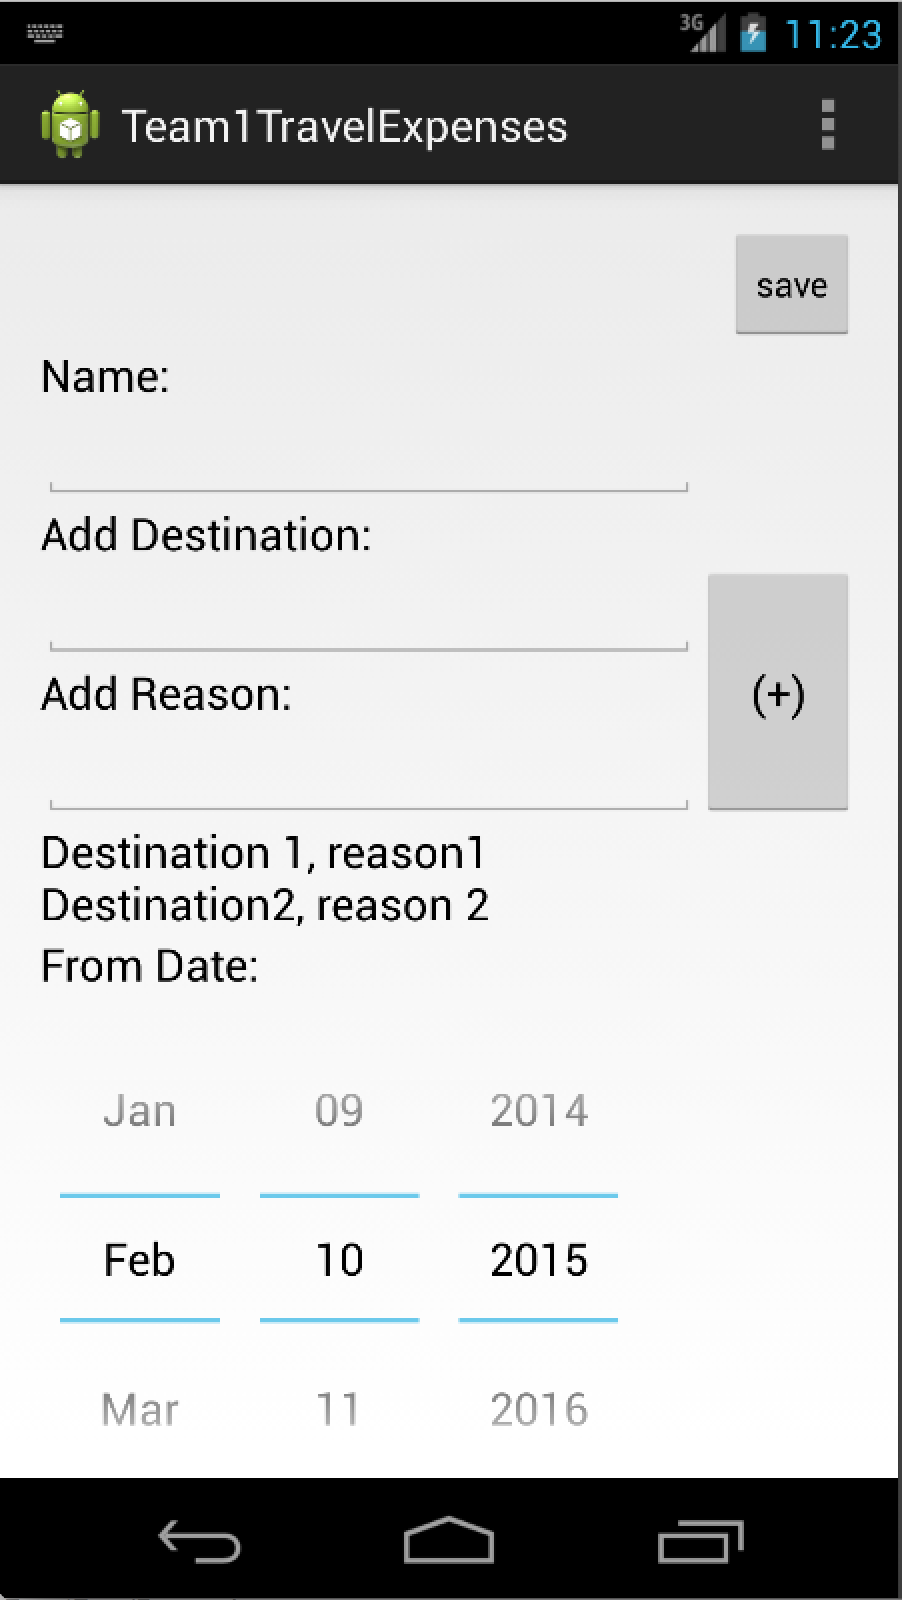 3G 11:23
Team1TravelExpenses
save
Name:
Add Destination:
Add Reason:
(+)
Destination 1, reason1
Destination2, reason 2
From Date:
Jan 09 2014
Feb 10 2015
Mar 11 2016